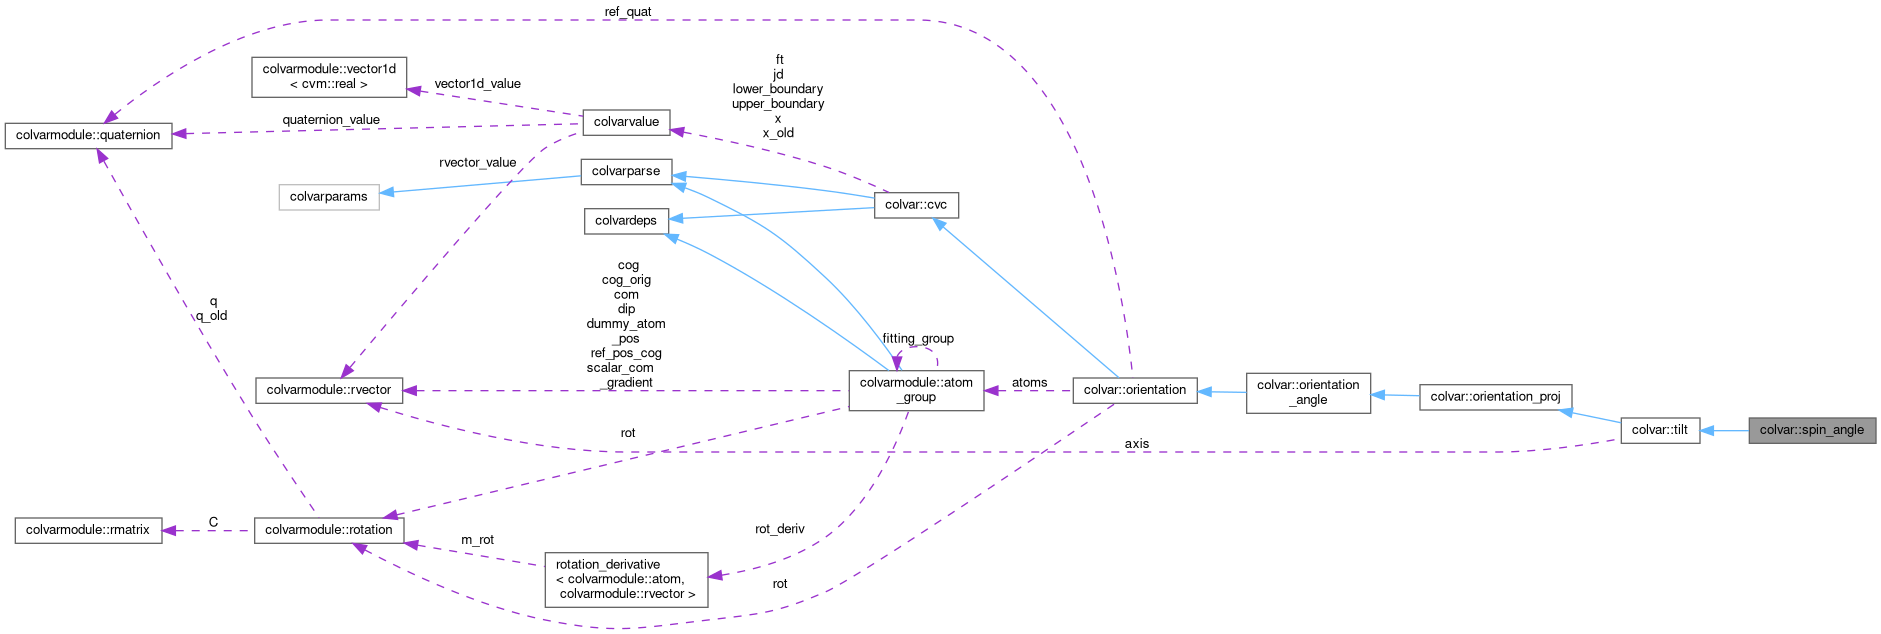 ref_quat
colvarmodule::vector1d
< cvm::real >
vector1d_value
ft
jd
lower_boundary
upper_boundary
x
x_old
colvarmodule::quaternion
quaternion_value
colvarvalue
rvector_value
colvarparse
colvarparams
colvar::cvc
colvardeps
cog
cog_orig
com
dip
dummy_atom
_pos
ref_pos_cog
scalar_com
_gradient
q
q_old
fitting_group
colvarmodule::rvector
colvarmodule::atom
_group
atoms
colvar::orientation
colvar::orientation
_angle
colvar::orientation_proj
colvar::tilt
colvar::spin_angle
rot
axis
colvarmodule::rmatrix
C
colvarmodule::rotation
m_rot
rot_deriv
rotation_derivative
< colvarmodule::atom,
colvarmodule::rvector >
rot